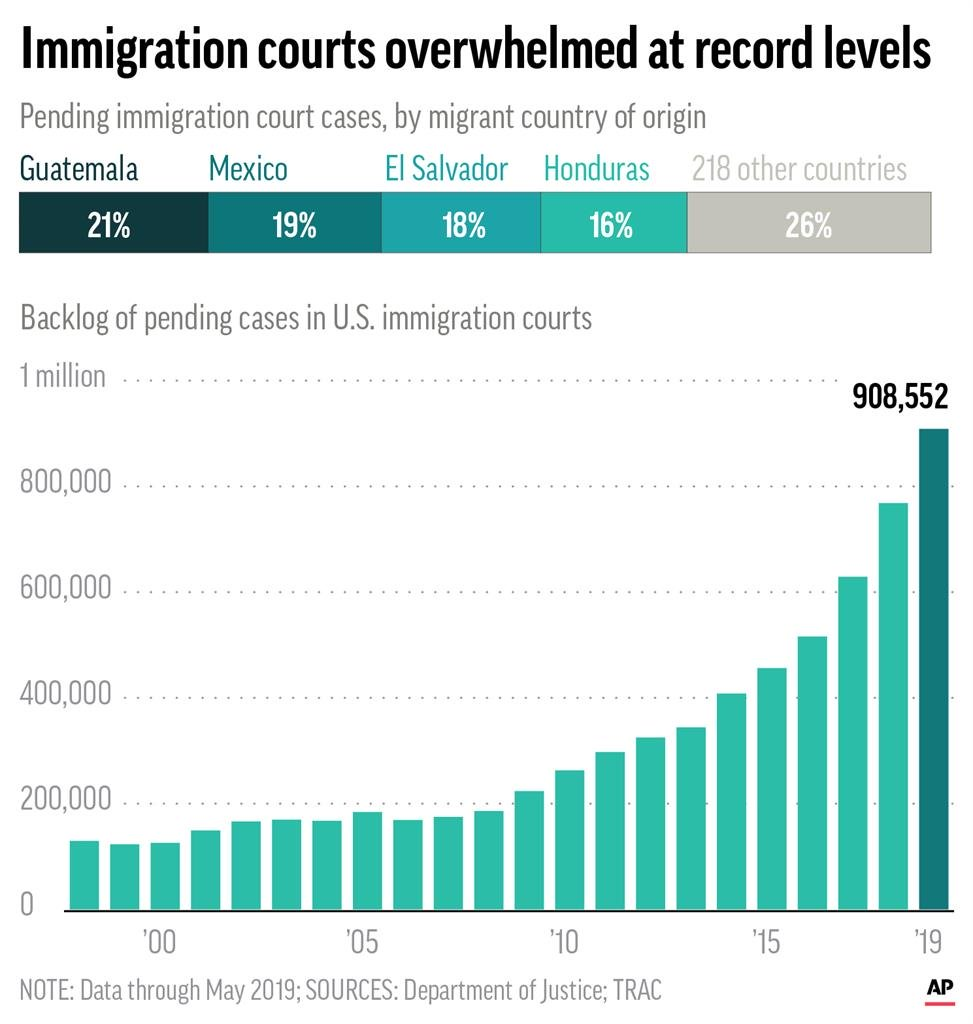 Immigration courts overwhelmed at record levels
Pending immigration court cases, by migrant country of origin
Guatemala Mexico El Salvador Honduras 218 other countries
21% 19% 18% 16% 26%
Backlog of pending cases in U.S. immigration courts
1 million
908,552
800,000
600,000
400,000
200,000
0
’00 ’05 ’10 ’15 ’19
NOTE: Data through May 2019; SOURCES: Department of Justice; TRAC
AP